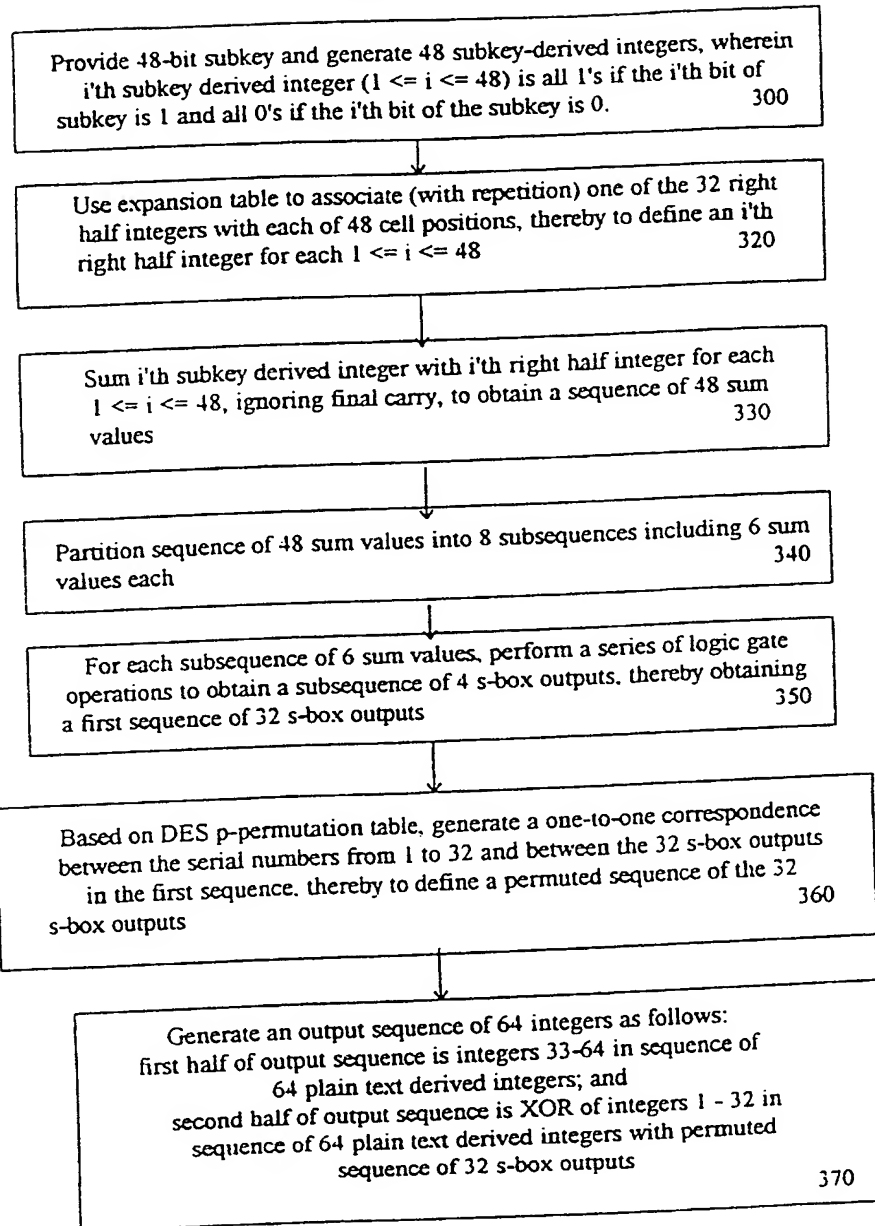 Provide 48-bit subkey and generate 48 subkey-derived integers, wherein
i'th subkey derived integer (1 <= i <= 48) is all 1's if the i'th bit of
subkey is 1 and all 0's if the i'th bit of the subkey is 0.
300
Use expansion table to associate (with repetition) one of the 32 right
half integers with each of 48 cell positions, thereby to define an i'th
right half integer for each 1 <= i <= 48
320
Sum i'th subkey derived integer with i'th right half integer for each
1 <= i <= 48, ignoring final carry, to obtain a sequence of 48 sum
values
330
Partition sequence of 48 sum values into 8 subsequences including 6 sum
values each
340
For each subsequence of 6 sum values, perform a series of logic gate
operations to obtain a subsequence of 4 s-box outputs. thereby obtaining
a first sequence of 32 s-box outputs
350
Based on DES p-permutation table, generate a one-to-one correspondence
between the serial numbers from 1 to 32 and between the 32 s-box outputs
in the first sequence. thereby to define a permuted sequence of the 32
s-box outputs
360
Generate an output sequence of 64 integers as follows:
first half of output sequence is integers 33-64 in sequence of
64 plain text derived integers; and
second half of output sequence is XOR of integers 1 - 32 in
sequence of 64 plain text derived integers with permuted
sequence of 32 s-box outputs
370